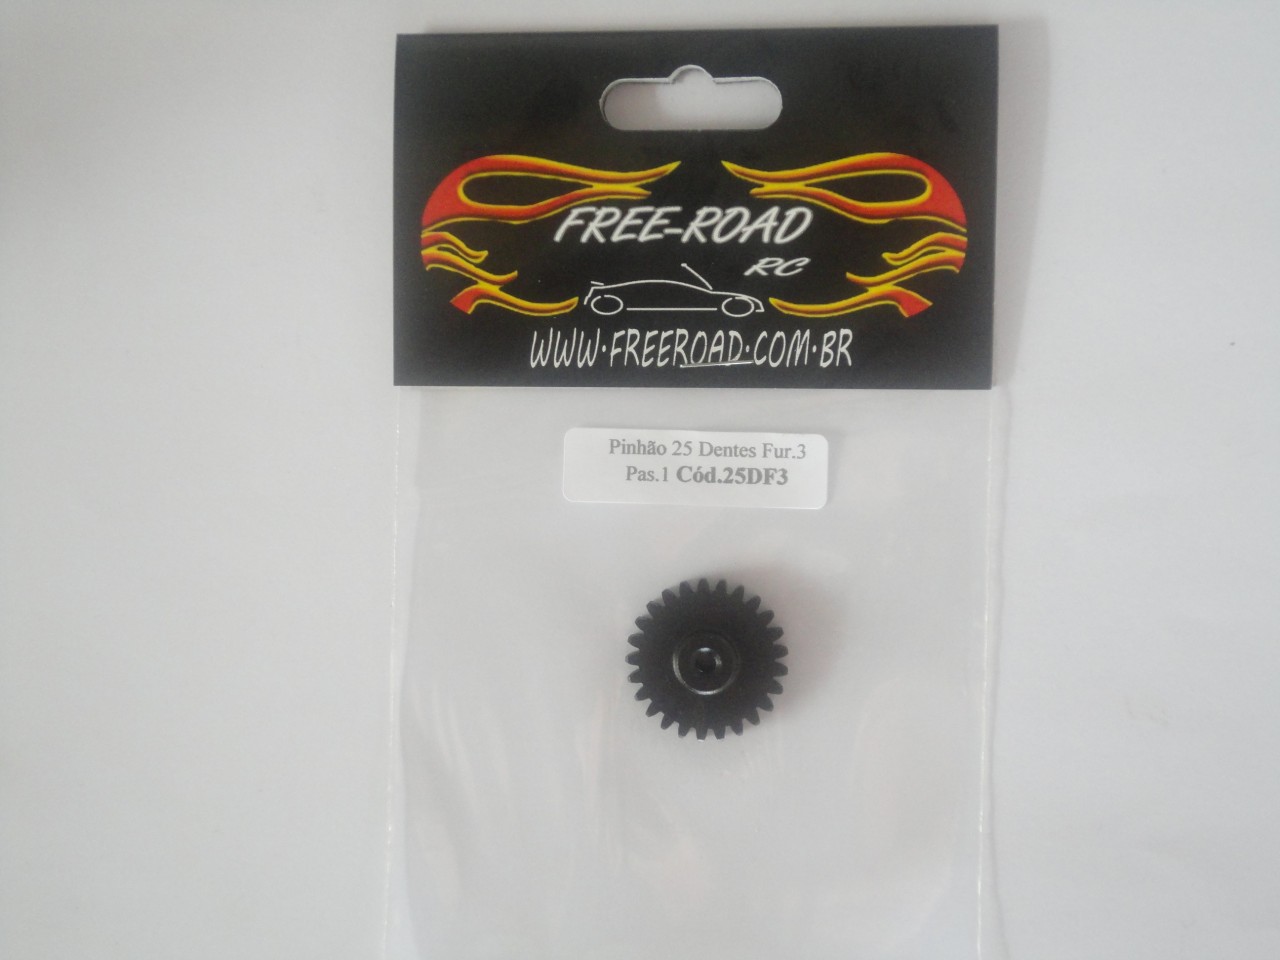 FREE-ROAD
RC
WWW.FREEROAD.COM.BR
Pinhão 25 Dentes Fur.3
Pas.1 Cód.25DF3